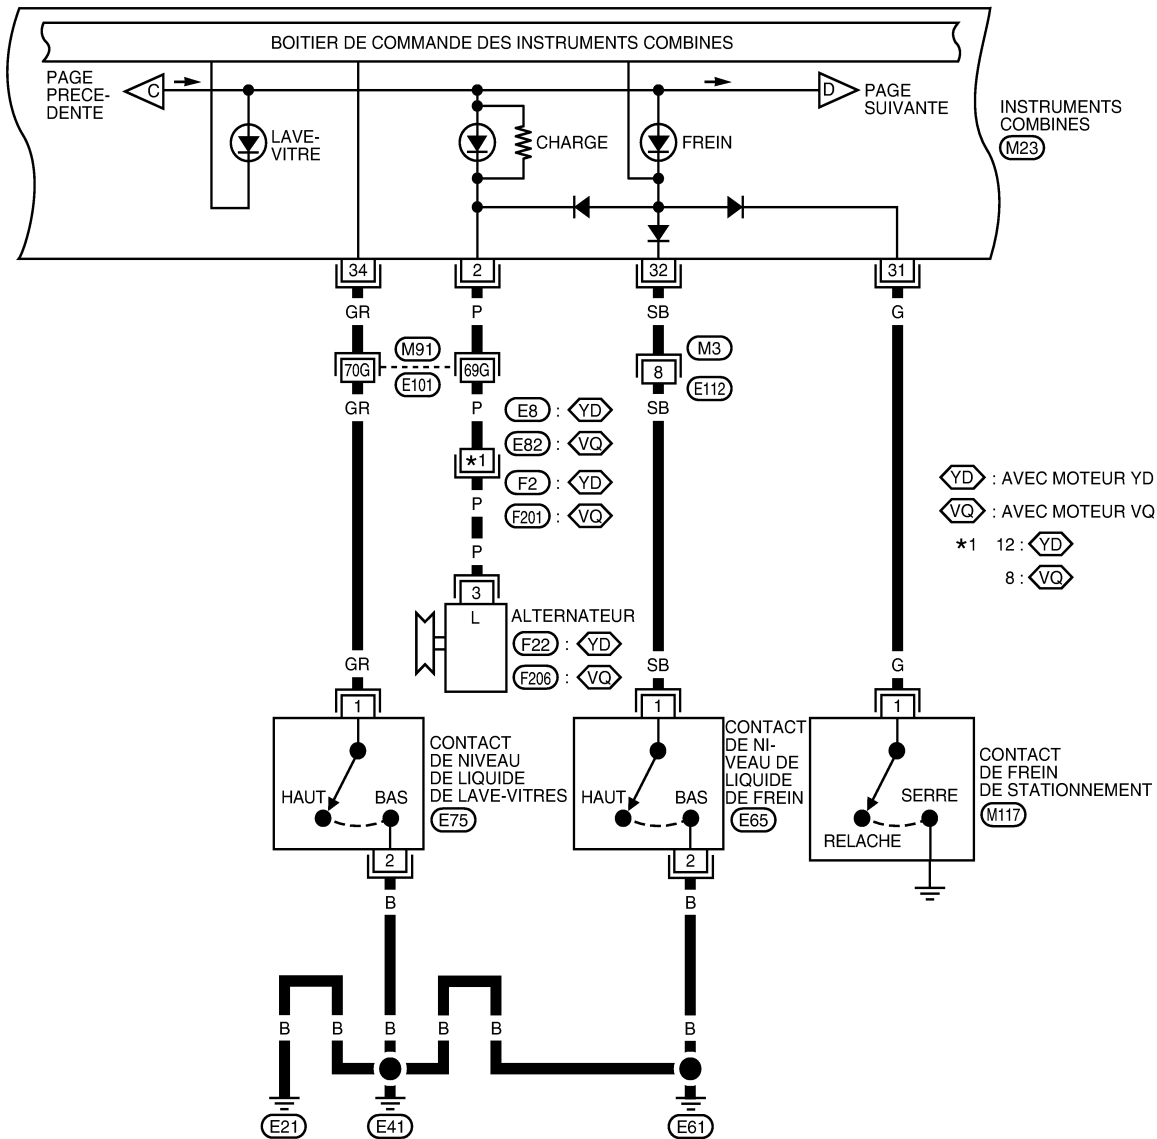 BOITIER DE COMMANDE DES INSTRUMENTS COMBINES
PAGE
PRECE-
DENTE
C
D
PAGE
SUIVANTE
LAVE-
VITRE
CHARGE
FREIN
INSTRUMENTS
COMBINES
M23
34
2
32
31
GR
P
SB
G
M91
M3
70G
69G
8
E101
E112
GR
P
SB
E8 : YD
E82 : VQ
*1
F2 : YD
P
F201 : VQ
P
YD : AVEC MOTEUR YD
VQ : AVEC MOTEUR VQ
*1 12 : YD
8 : VQ
3
L
ALTERNATEUR
F22 : YD
F206 : VQ
GR
SB
G
1
1
1
CONTACT
DE NIVEAU
DE LIQUIDE
DE LAVE-VITRES
E75
HAUT
BAS
CONTACT
DE NI-
VEAU DE
LIQUIDE
DE FREIN
E65
HAUT
BAS
CONTACT
DE FREIN
DE STATIONNEMENT
M117
SERRE
RELACHE
2
2
B
B
B
B
B
B
B
B
E21
E41
E61